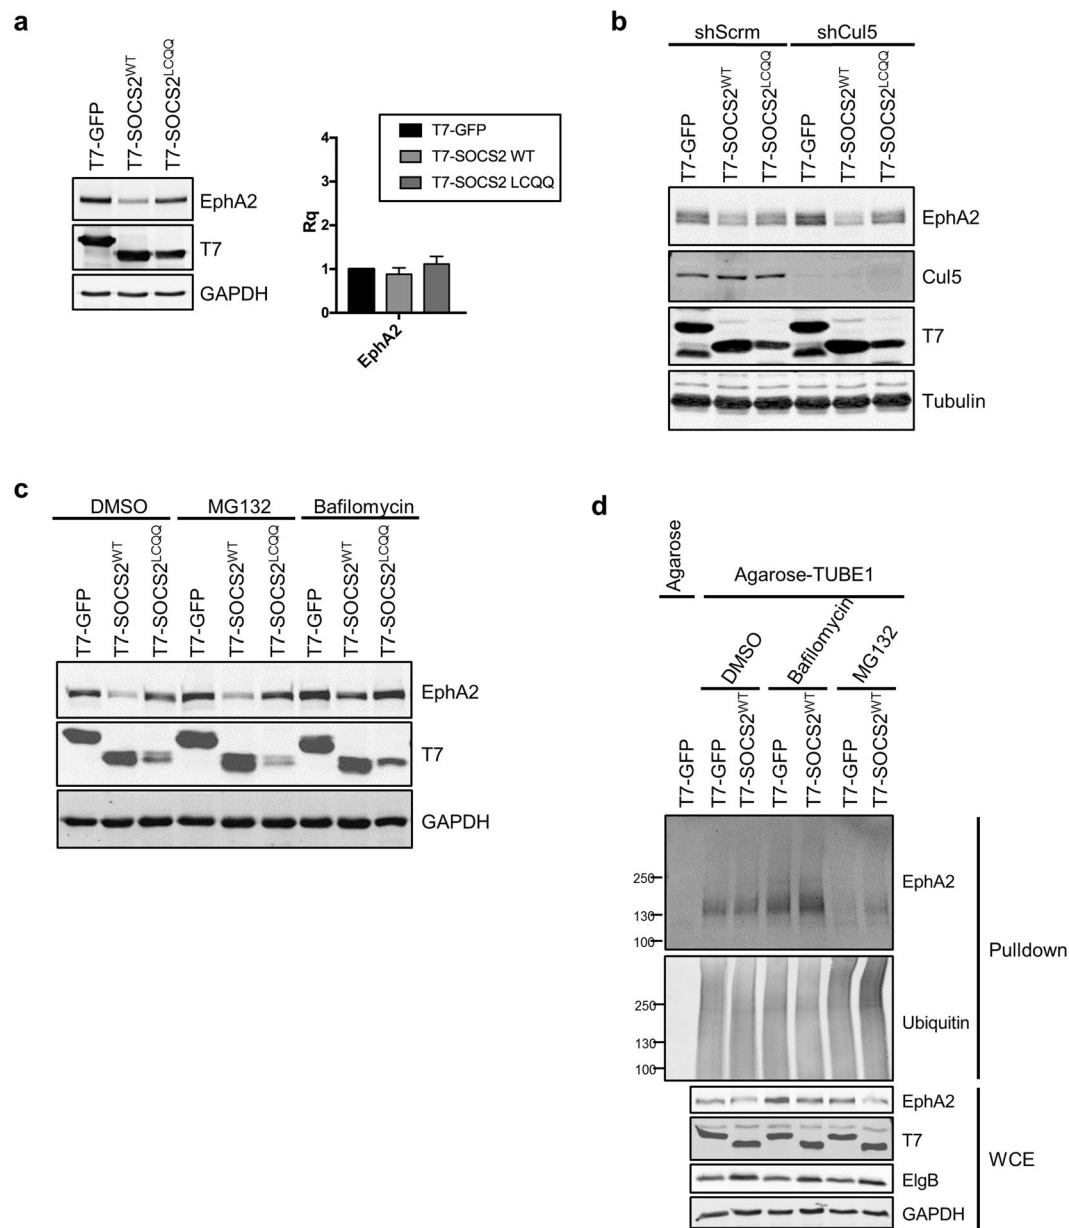 a
T7-GFP
T7-SOCS2WT
T7-SOCS2LCQQ
EphA2
T7
GAPDH
T7-GFP
T7-SOCS2 WT
T7-SOCS2 LCQQ
Rq
4
3
2
1
0
EphA2
b
shScrm shCul5
T7-GFP
T7-SOCS2WT
T7-SOCS2LCQQ
T7-GFP
T7-SOCS2WT
T7-SOCS2LCQQ
EphA2
Cul5
T7
Tubulin
c
DMSO MG132 Bafilomycin
T7-GFP
T7-SOCS2WT
T7-SOCS2LCQQ
T7-GFP
T7-SOCS2WT
T7-SOCS2LCQQ
T7-GFP
T7-SOCS2WT
T7-SOCS2LCQQ
EphA2
T7
GAPDH
d
Agarose
Agarose-TUBE1
DMSO
Bafilomycin
MG132
T7-GFP
T7-GFP
T7-SOCS2WT
T7-GFP
T7-SOCS2WT
T7-GFP
T7-SOCS2WT
250
130
100
EphA2
250
130
100
Ubiquitin
Pulldown
EphA2
T7
ElgB
GAPDH
WCE